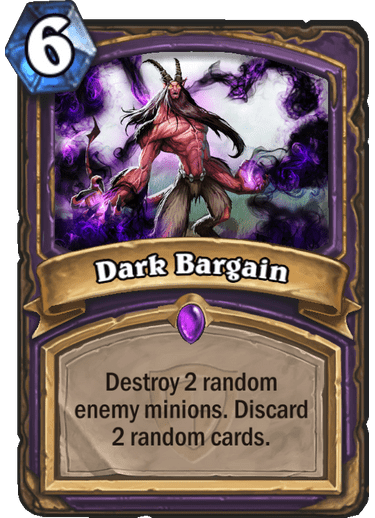 6
Dark Bargain
Destroy 2 random
enemy minions. Discard
2 random cards.